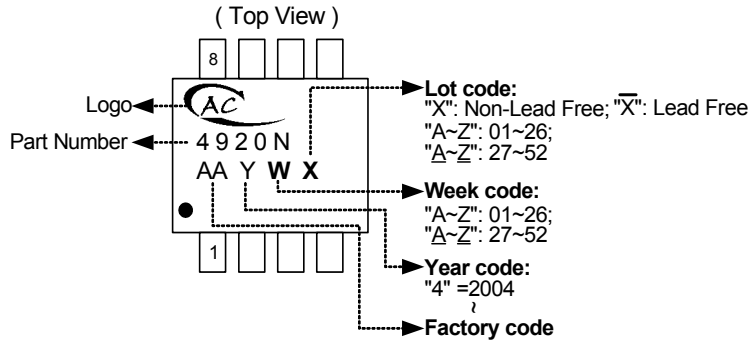 ( Top View )
8
Logo
AC
Part Number
4920N
AA Y W X
1
Lot code:
"X": Non-Lead Free; "X̅": Lead Free
"A~Z": 01~26;
"A̲~Z̲": 27~52
Week code:
"A~Z": 01~26;
"A̲~Z̲": 27~52
Year code:
"4" =2004
~
Factory code